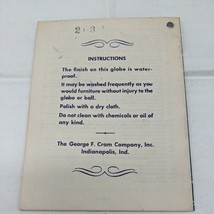 2 3
INSTRUCTIONS
The finish on this globe is water-
proof.
It may be washed frequently as you
would furniture without injury to the
globe or ball.
Polish with a dry cloth.
Do not clean with chemicals or oil of
any kind.
The George F. Cram Company, Inc.
Indianapolis, Ind.